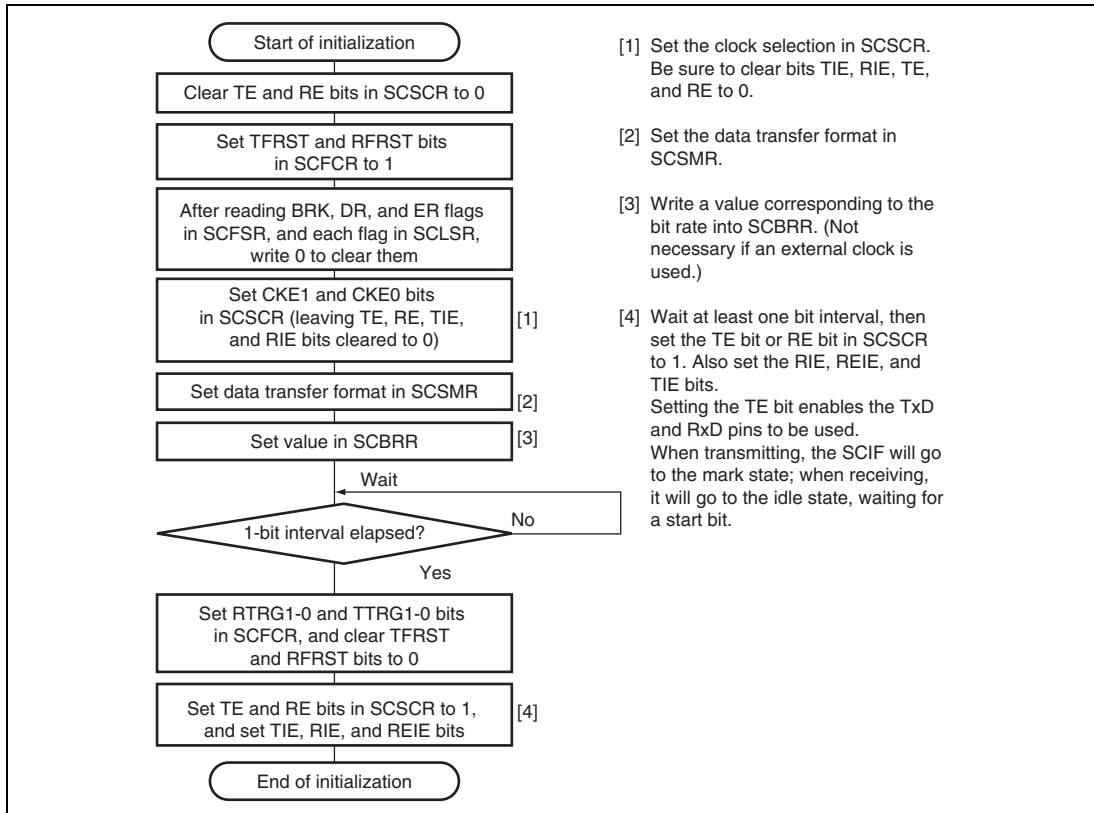 Start of initialization
Clear TE and RE bits in SCSCR to 0
Set TFRST and RFRST bits
in SCFCR to 1
After reading BRK, DR, and ER flags
in SCFSR, and each flag in SCLSR,
write 0 to clear them
Set CKE1 and CKE0 bits
in SCSCR (leaving TE, RE, TIE,
and RIE bits cleared to 0)
[1]
Set data transfer format in SCSMR
[2]
Set value in SCBRR
[3]
Wait
1-bit interval elapsed?
No
Yes
Set RTRG1-0 and TTRG1-0 bits
in SCFCR, and clear TFRST
and RFRST bits to 0
Set TE and RE bits in SCSCR to 1,
and set TIE, RIE, and REIE bits
[4]
End of initialization
[1] Set the clock selection in SCSCR.
Be sure to clear bits TIE, RIE, TE,
and RE to 0.
[2] Set the data transfer format in
SCSMR.
[3] Write a value corresponding to the
bit rate into SCBRR. (Not
necessary if an external clock is
used.)
[4] Wait at least one bit interval, then
set the TE bit or RE bit in SCSCR
to 1. Also set the RIE, REIE, and
TIE bits.
Setting the TE bit enables the TxD
and RxD pins to be used.
When transmitting, the SCIF will go
to the mark state; when receiving,
it will go to the idle state, waiting for
a start bit.